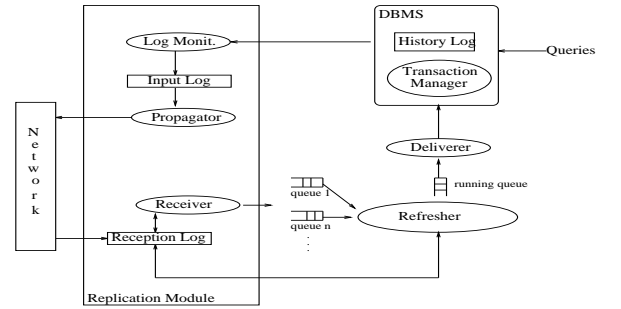 DBMS
Log Monit.
History Log
Queries
Input Log
Transaction
Manager
Propagator
Network
Deliverer
running queue
queue 1
Receiver
Refresher
queue n
Reception Log
Replication Module